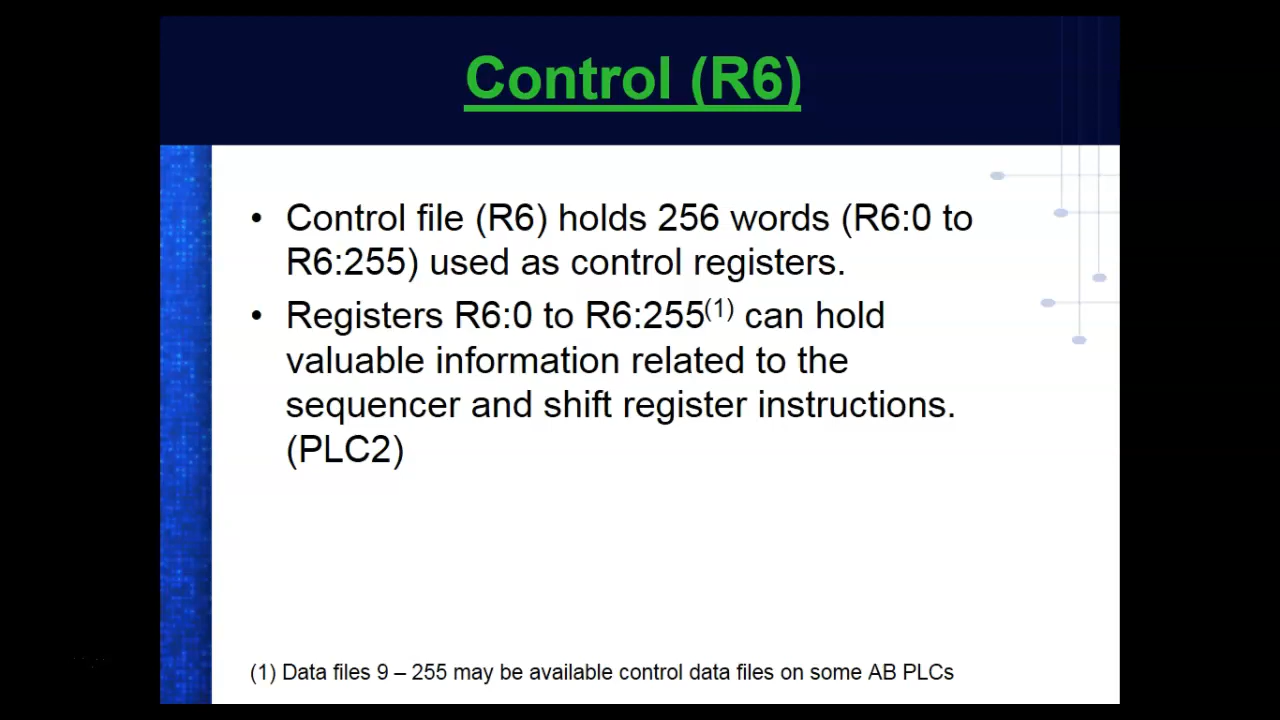 Control (R6)
• Control file (R6) holds 256 words (R6:0 to
R6:255) used as control registers.
• Registers R6:0 to R6:255(1) can hold
valuable information related to the
sequencer and shift register instructions.
(PLC2)
(1) Data files 9 – 255 may be available control data files on some AB PLCs